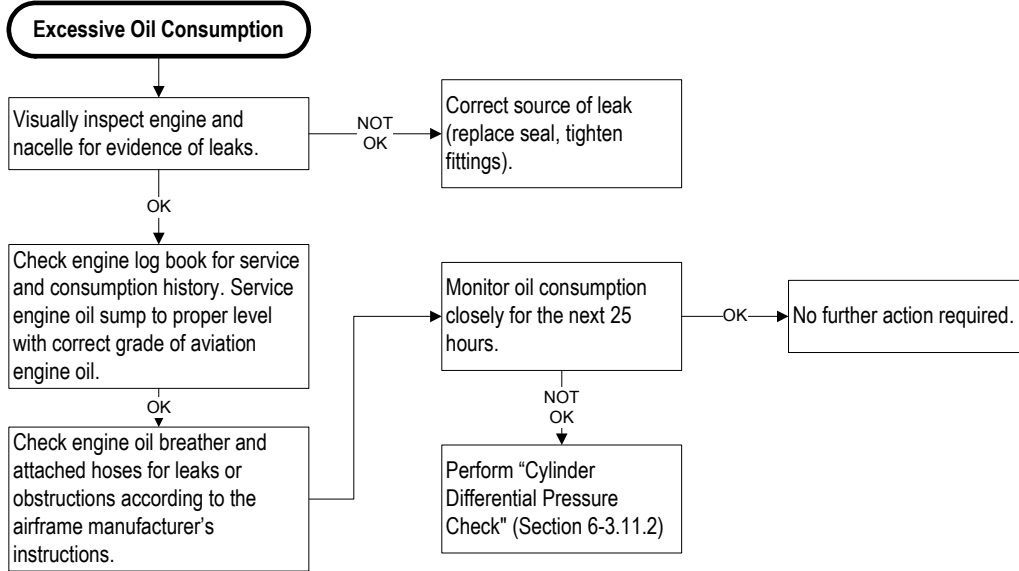 Excessive Oil Consumption
Visually inspect engine and
nacelle for evidence of leaks.
NOT
OK
Correct source of leak
(replace seal, tighten
fittings).
OK
Check engine log book for service
and consumption history. Service
engine oil sump to proper level
with correct grade of aviation
engine oil.
OK
Check engine oil breather and
attached hoses for leaks or
obstructions according to the
airframe manufacturer’s
instructions.
Monitor oil consumption
closely for the next 25
hours.
OK
No further action required.
NOT
OK
Perform “Cylinder
Differential Pressure
Check" (Section 6-3.11.2)